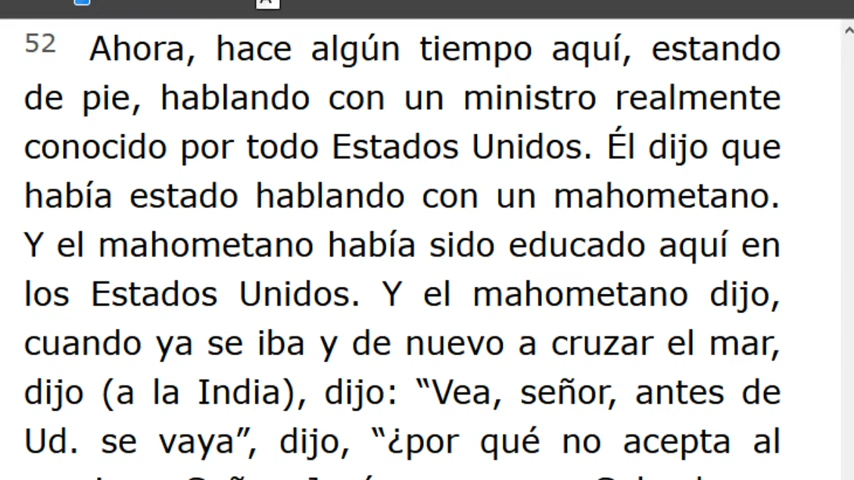 52 Ahora, hace algún tiempo aquí, estando
de pie, hablando con un ministro realmente
conocido por todo Estados Unidos. Él dijo que
había estado hablando con un mahometano.
Y el mahometano había sido educado aquí en
los Estados Unidos. Y el mahometano dijo,
cuando ya se iba y de nuevo a cruzar el mar,
dijo (a la India), dijo: “Vea, señor, antes de
Ud. se vaya”, dijo, “¿por qué no acepta al